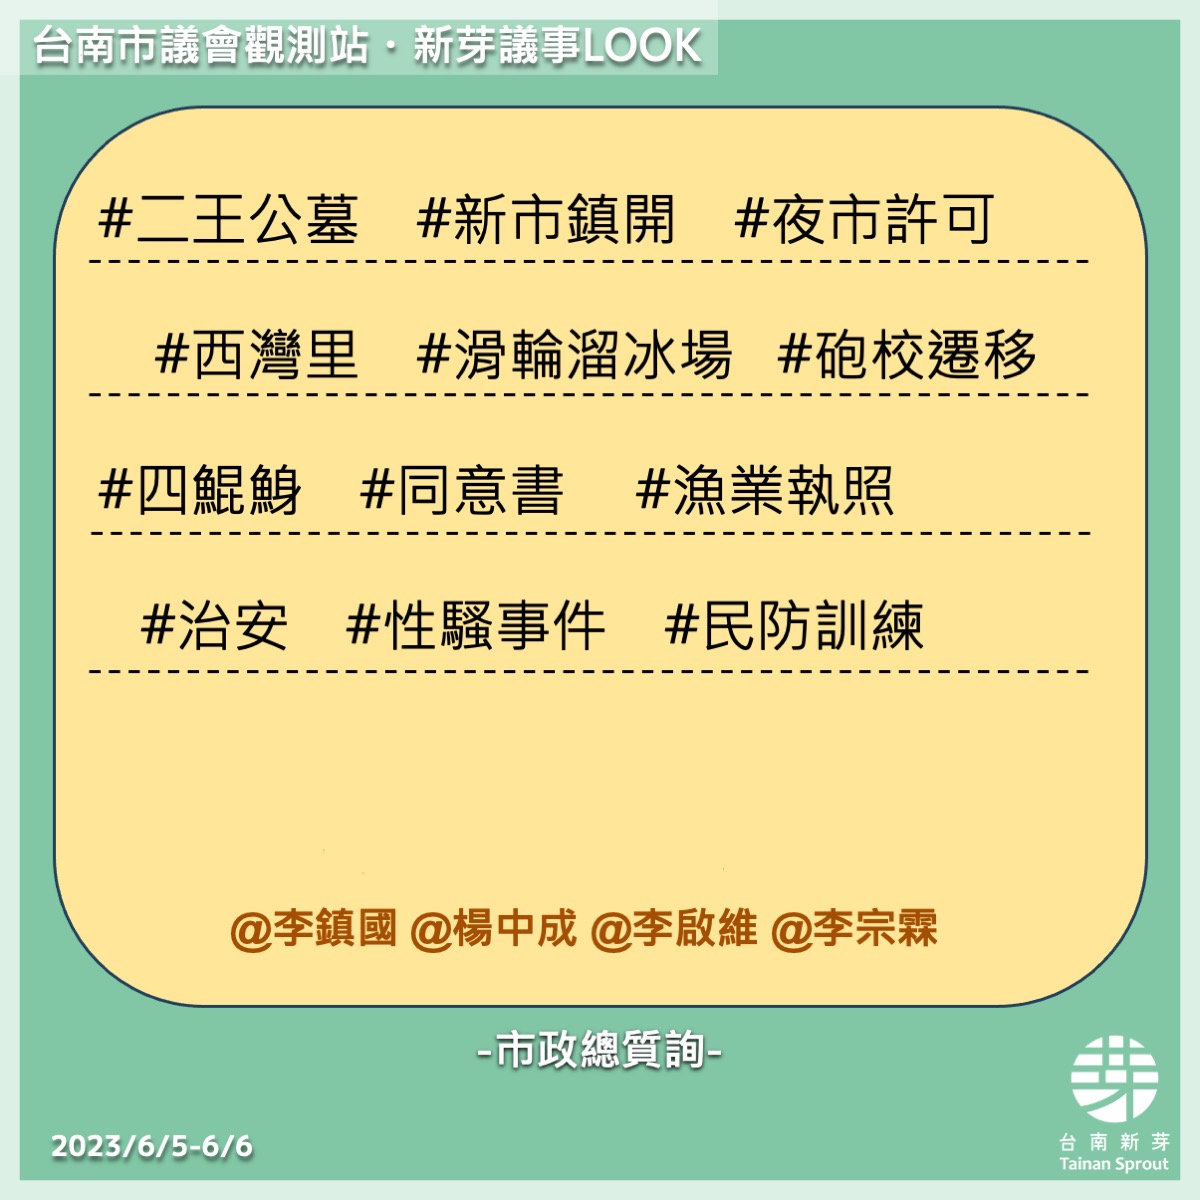 台南市議會觀測站・新芽議事LOOK
#二王公墓 #新市鎮開 #夜市許可
#西灣里 #滑輪溜冰場 #砲校遷移
#四鯤鯓 #同意書 #漁業執照
#治安 #性騷事件 #民防訓練
@李鎮國 @楊中成 @李啟維 @李宗霖
-市政總質詢-
2023/6/5-6/6
芽
台南新芽
Tainan Sprout